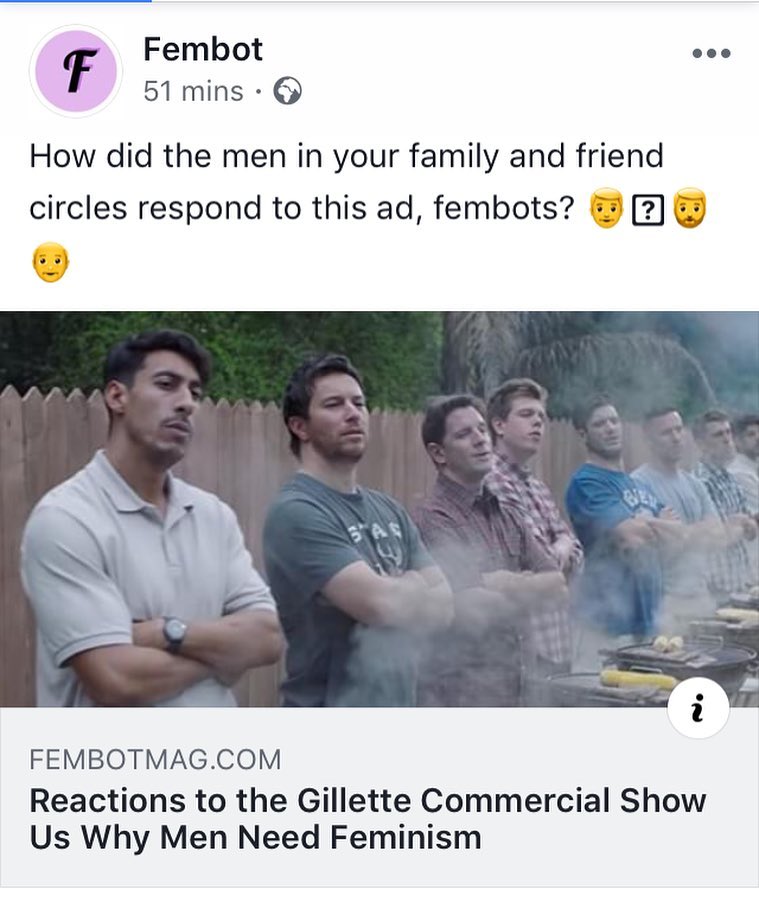 F
Fembot
51 mins ·
How did the men in your family and friend
circles respond to this ad, fembots? 👨‍🦳 ⍰ 🧔
👴
i
FEMBOTMAG.COM
Reactions to the Gillette Commercial Show
Us Why Men Need Feminism